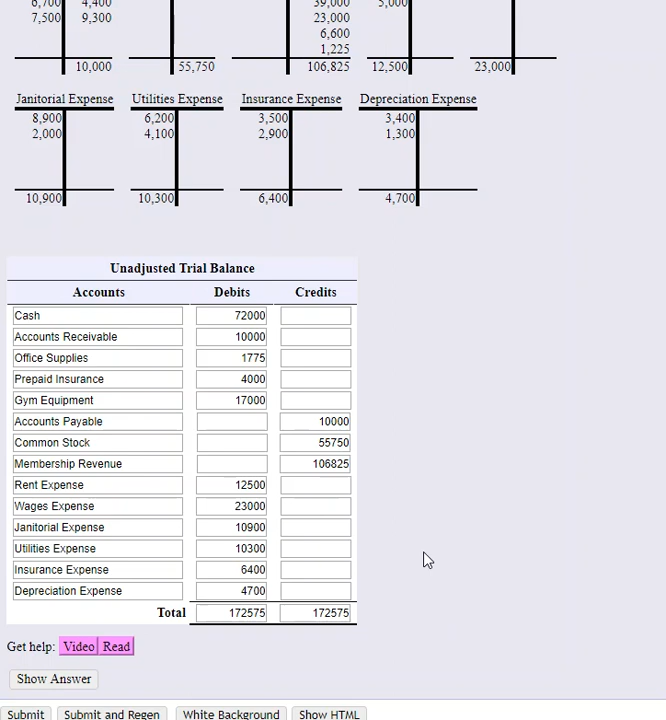 6,700 4,400 39,000 5,000
7,500 9,300 23,000
6,600
1,225
10,000 55,750 106,825 12,500 23,000
Janitorial Expense Utilities Expense Insurance Expense Depreciation Expense
8,900 6,200 3,500 3,400
2,000 4,100 2,900 1,300
10,900 10,300 6,400 4,700
Unadjusted Trial Balance
Accounts Debits Credits
Cash 72000
Accounts Receivable 10000
Office Supplies 1775
Prepaid Insurance 4000
Gym Equipment 17000
Accounts Payable 10000
Common Stock 55750
Membership Revenue 106825
Rent Expense 12500
Wages Expense 23000
Janitorial Expense 10900
Utilities Expense 10300
Insurance Expense 6400
Depreciation Expense 4700
Total 172575 172575
Get help: Video Read
Show Answer
Submit Submit and Regen White Background Show HTML